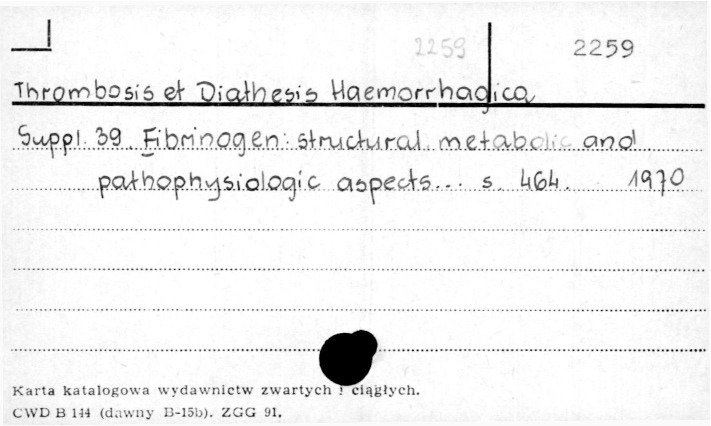 2259 2259
Thrombosis et Diathesis Haemorrhagica
Suppl. 39 Fibrinogen: structural. metabolic and
pathophysiologic aspects... s. 464. 1970
Karta katalogowa wydawnictw zwartych i ciągłych.
CWD B 144 (dawny B-15b). ZGG 91.